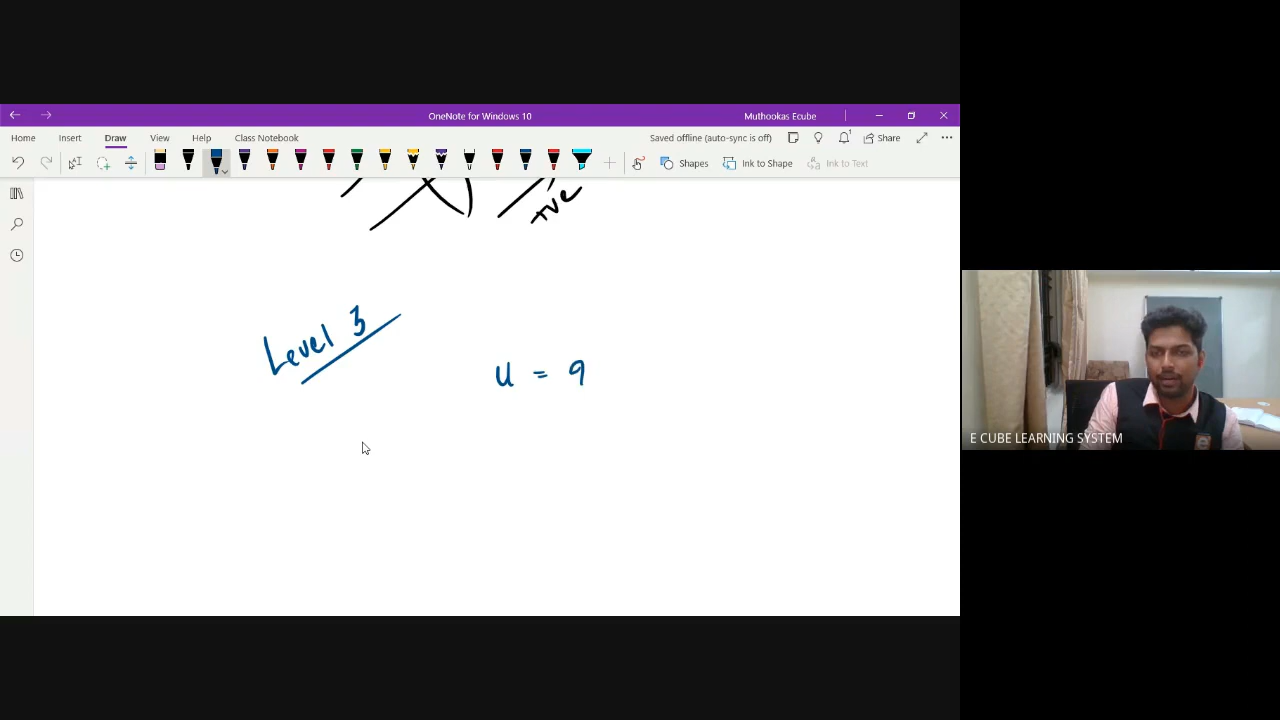 OneNote for Windows 10
Muthookas Ecube
Home Insert Draw View Help Class Notebook
Saved offline (auto-sync is off)
Share
Shapes
Ink to Shape
Ink to Text
+ve
Level 3
u = 9
E CUBE LEARNING SYSTEM